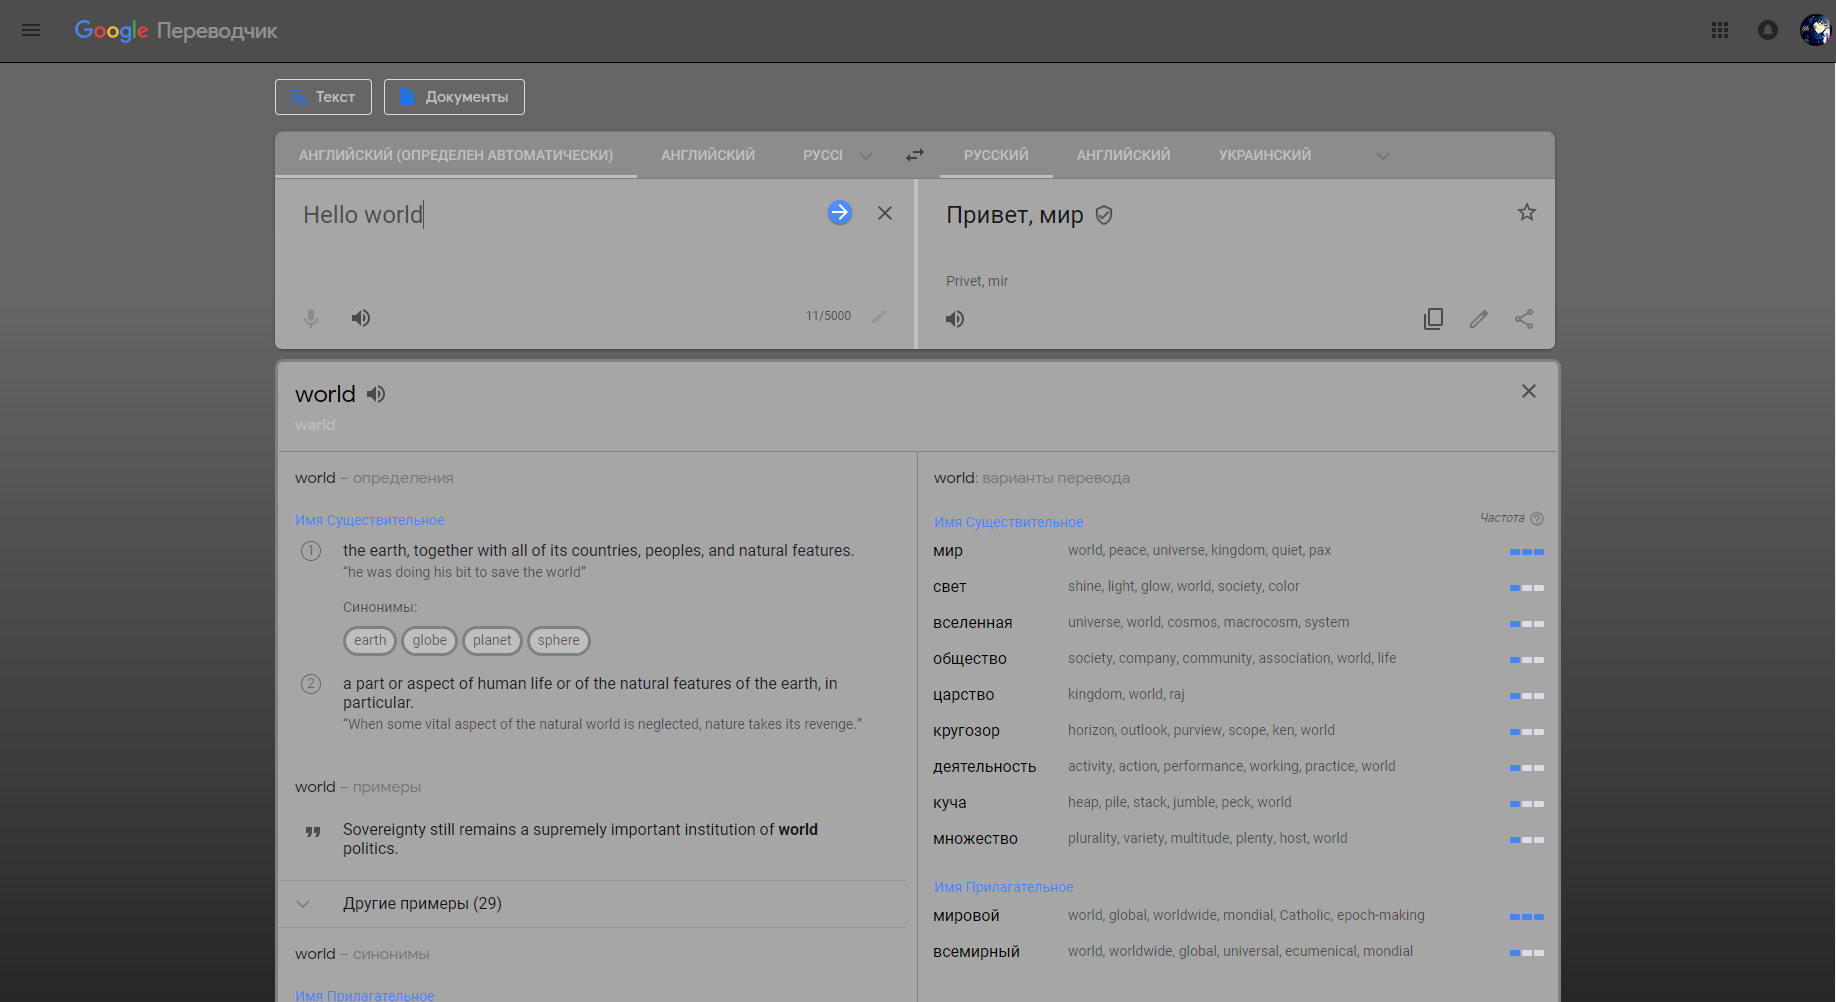 Google Переводчик
Текст
Документы
АНГЛИЙСКИЙ (ОПРЕДЕЛЕН АВТОМАТИЧЕСКИ)
АНГЛИЙСКИЙ
РУССІ
РУССКИЙ
АНГЛИЙСКИЙ
УКРАИНСКИЙ
Hello world
11/5000
Привет, мир
Privet, mir
world
wərld
world – определения
Имя Существительное
1 the earth, together with all of its countries, peoples, and natural features.
“he was doing his bit to save the world”
Синонимы:
earth globe planet sphere
2 a part or aspect of human life or of the natural features of the earth, in
particular.
“When some vital aspect of the natural world is neglected, nature takes its revenge.”
world – примеры
Sovereignty still remains a supremely important institution of world
politics.
Другие примеры (29)
world – синонимы
Имя Прилагательное
world: варианты перевода
Имя Существительное
Частота ?
мир world, peace, universe, kingdom, quiet, pax
свет shine, light, glow, world, society, color
вселенная universe, world, cosmos, macrocosm, system
общество society, company, community, association, world, life
царство kingdom, world, raj
кругозор horizon, outlook, purview, scope, ken, world
деятельность activity, action, performance, working, practice, world
куча heap, pile, stack, jumble, peck, world
множество plurality, variety, multitude, plenty, host, world
Имя Прилагательное
мировой world, global, worldwide, mondial, Catholic, epoch-making
всемирный world, worldwide, global, universal, ecumenical, mondial